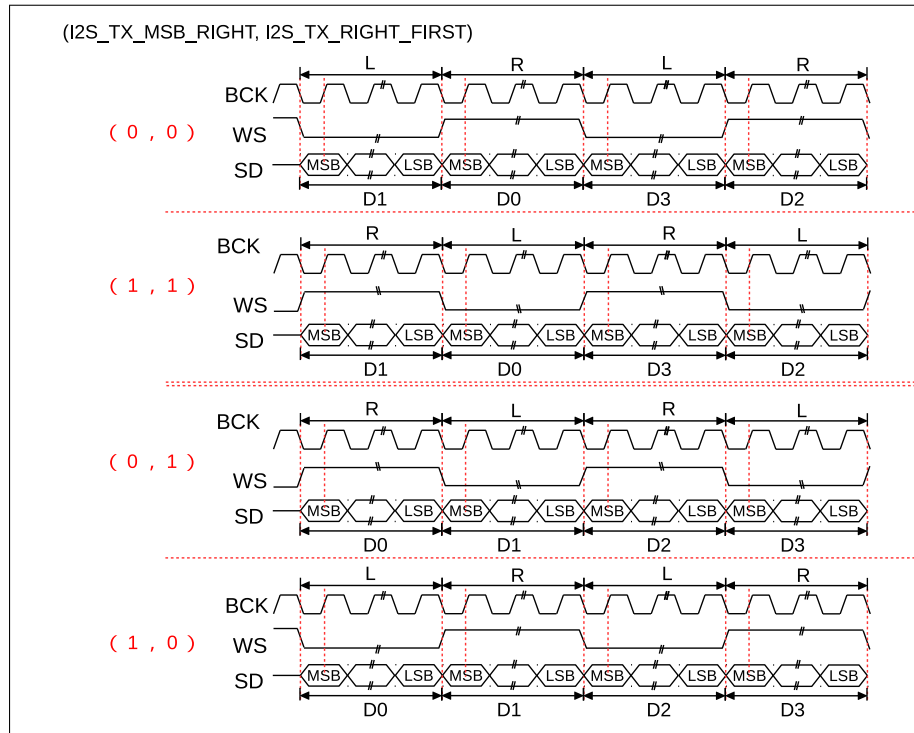 (I2S_TX_MSB_RIGHT, I2S_TX_RIGHT_FIRST)
L R L R
BCK
( 0 , 0 )
WS
SD MSB LSB MSB LSB MSB LSB MSB LSB
D1 D0 D3 D2
R L R L
BCK
( 1 , 1 )
WS
SD MSB LSB MSB LSB MSB LSB MSB LSB
D1 D0 D3 D2
R L R L
BCK
( 0 , 1 )
WS
SD MSB LSB MSB LSB MSB LSB MSB LSB
D0 D1 D2 D3
L R L R
BCK
( 1 , 0 )
WS
SD MSB LSB MSB LSB MSB LSB MSB LSB
D0 D1 D2 D3